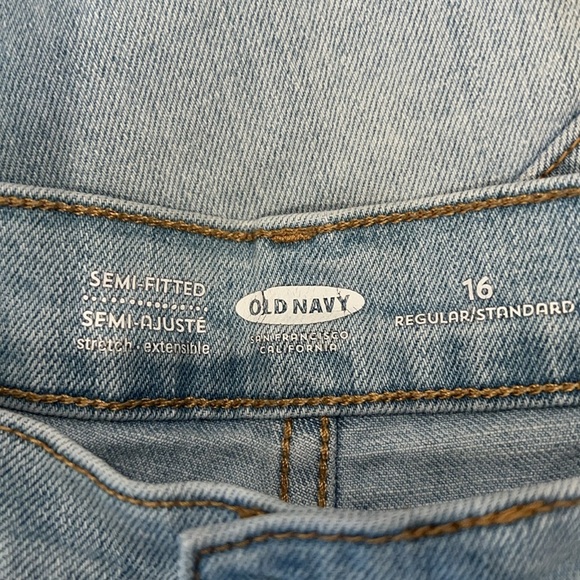 SEMI-FITTED
SEMI-AJUSTÉ
stretch · extensible
OLD NAVY
SAN FRANCISCO
CALIFORNIA
16
REGULAR/STANDARD